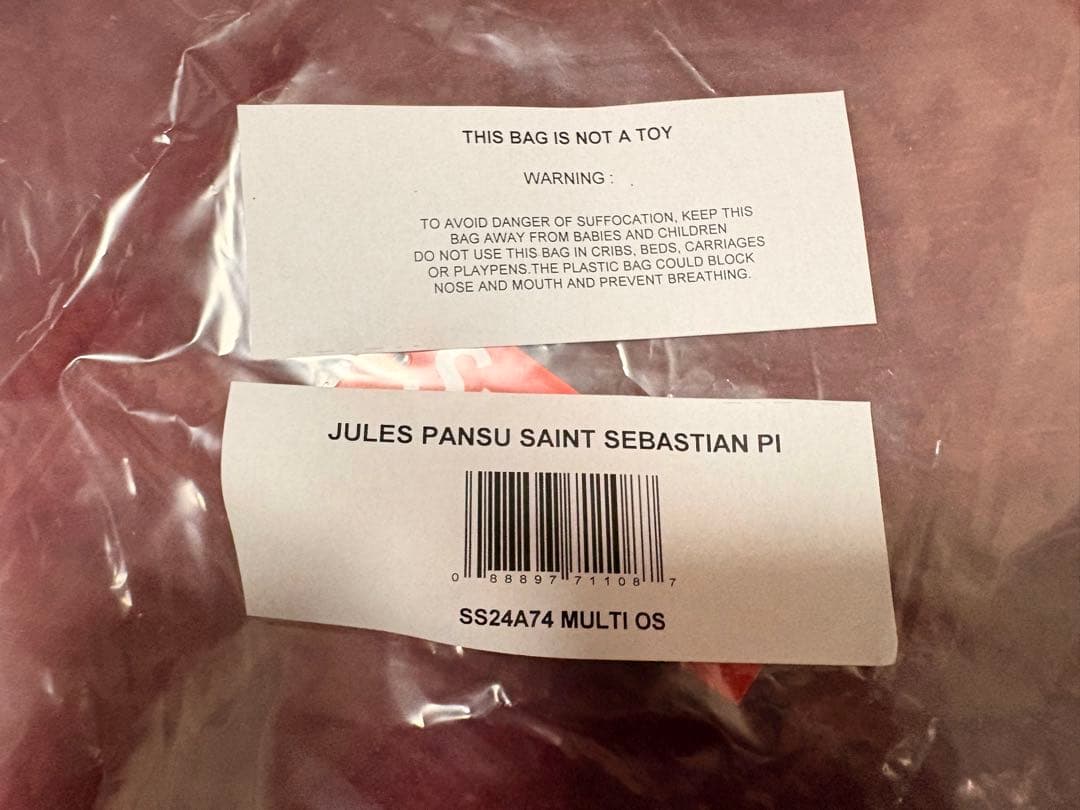 THIS BAG IS NOT A TOY
WARNING :
TO AVOID DANGER OF SUFFOCATION, KEEP THIS
BAG AWAY FROM BABIES AND CHILDREN
DO NOT USE THIS BAG IN CRIBS, BEDS, CARRIAGES
OR PLAYPENS.THE PLASTIC BAG COULD BLOCK
NOSE AND MOUTH AND PREVENT BREATHING.
JULES PANSU SAINT SEBASTIAN PI
0 88897 71108 7
SS24A74 MULTI OS